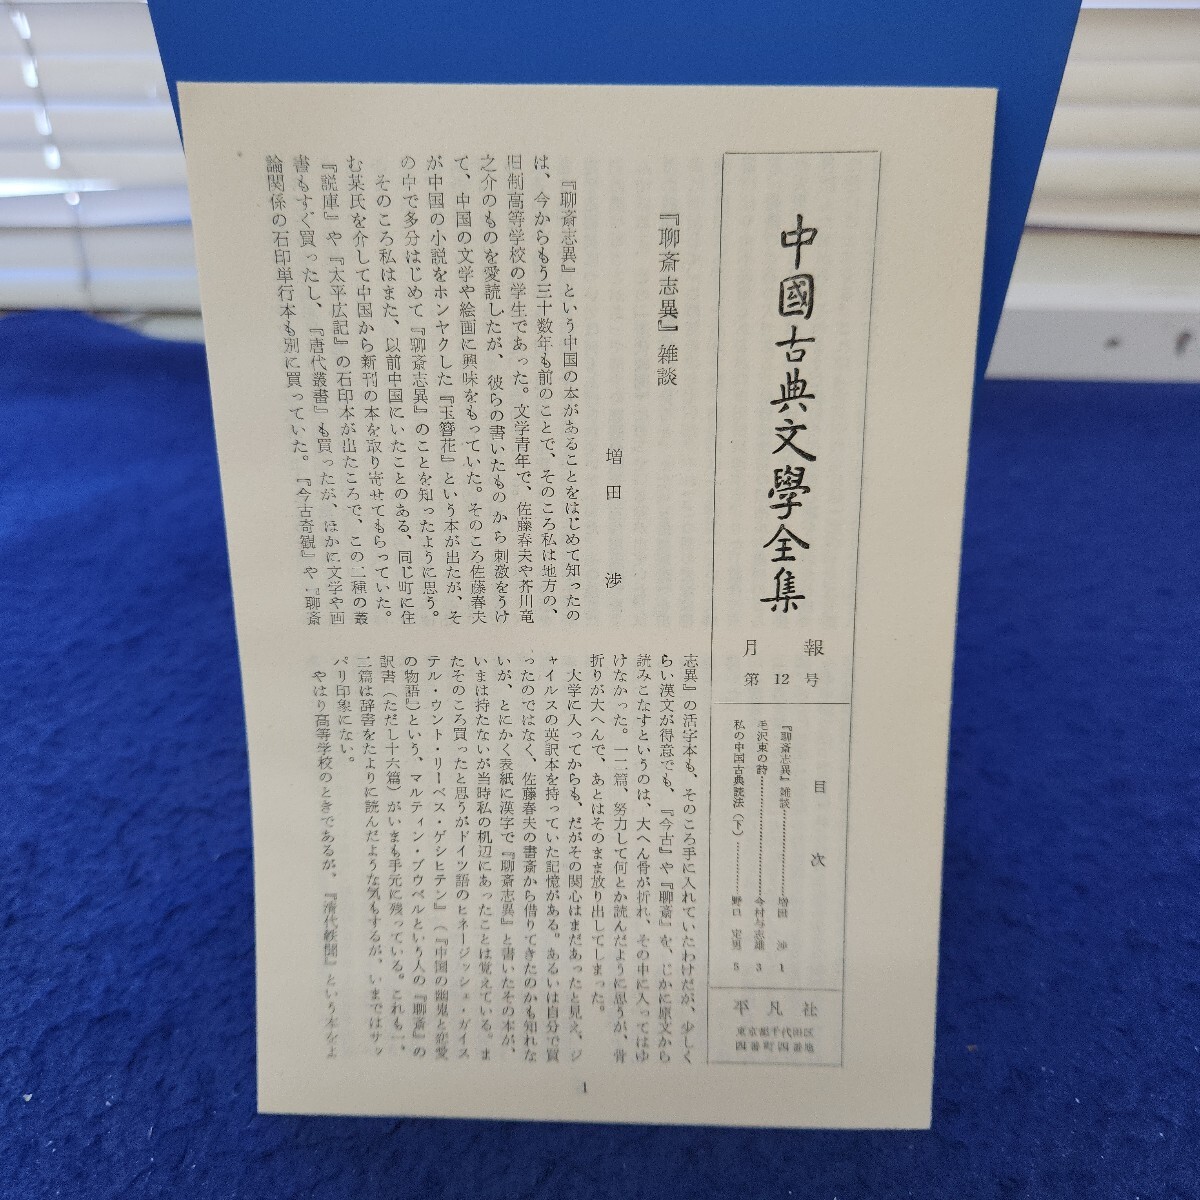 中國古典文學全集
月報
第12号
目次
『聊斎志異』雑談……増田 渉 1
毛沢東の詩……今村与志雄 3
私の中国古典読法(下)……野口 定男 5
平凡社
東京都千代田区
四番町四番地
『聊斎志異』雑談
増田 渉
『聊斎志異』という中国の本があることをはじめて知ったの
は、今からもう三十数年も前のことで、そのころ私は地方の、
旧制高等学校の学生であった。文学青年で、佐藤春夫や芥川竜
之介のものを愛読したが、彼らの書いたものから刺激をうけ
て、中国の文学や絵画に興味をもっていた。そのころ佐藤春夫
が中国の小説をホンヤクした『玉簪花』という本が出たが、そ
の中で多分はじめて『聊斎志異』のことを知ったように思う。
そのころ私はまた、以前中国にいたことのある、同じ町に住
む某氏を介して中国から新刊の本を取り寄せてもらっていた。
『説庫』や『太平広記』の石印本が出たころで、この二種の叢
書もすぐ買ったし、『唐代叢書』も買ったが、ほかに文学や画
論関係の石印単行本も別に買っていた。『今古奇観』や『聊斎
志異』の活字本も、そのころ手に入れていたわけだが、少しく
らい漢文が得意でも、『今古』や『聊斎』を、じかに原文から
読みこなすというのは、大へん骨が折れ、その中に入ってはゆ
けなかった。一二篇、努力して何とか読んだように思うが、骨
折りが大へんで、あとはそのまま放り出してしまった。
大学に入ってからも、だがその関心はまだあったと見え、ジ
ャイルスの英訳本を持っていた記憶がある。あるいは自分で買
ったのではなく、佐藤春夫の書斎から借りてきたのかも知れな
いが、とにかく表紙に漢字で『聊斎志異』と書いたその本が、
いまは持たないが当時私の机辺にあったことは覚えている。ま
たそのころ買ったと思うがドイツ語のヒネージッシェ・ガイス
テル・ウント・リーベス・ゲシヒテン』(『中国の幽鬼と恋愛
の物語』)という、マルティン・ブウベルという人の『聊斎』の
訳書(ただし十六篇)がいまも手元に残っている。これも一、
二篇は辞書をたよりに読んだような気もするが、いまではサッ
パリ印象にない。
やはり高等学校のときであるが、『清代軼聞』という本をよ
1